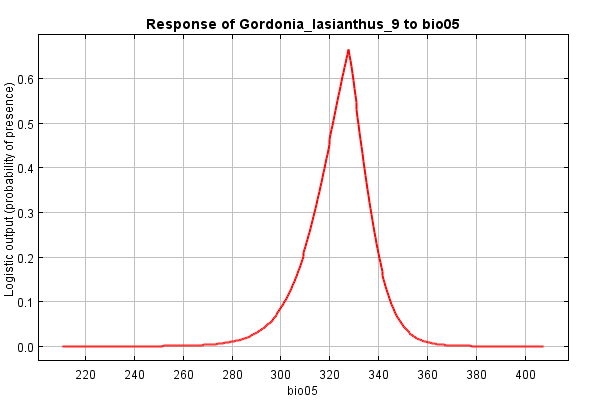 Response of Gordonia_lasianthus_9 to bio05
Logistic output (probability of presence)
0.6
0.5
0.4
0.3
0.2
0.1
0.0
220 240 260 280 300 320 340 360 380 400
bio05